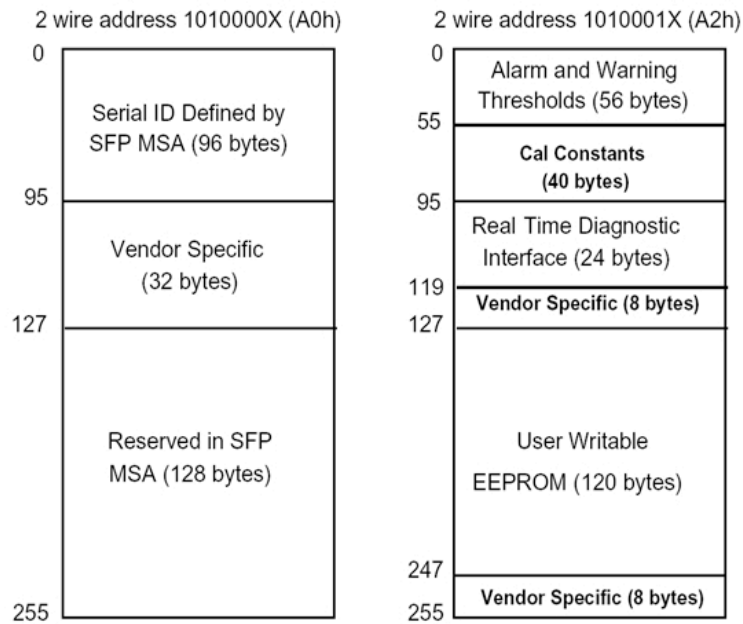 2 wire address 1010000X (A0h)
0
Serial ID Defined by
SFP MSA (96 bytes)
95
Vendor Specific
(32 bytes)
127
Reserved in SFP
MSA (128 bytes)
255
2 wire address 1010001X (A2h)
0
Alarm and Warning
Thresholds (56 bytes)
55
Cal Constants
(40 bytes)
95
Real Time Diagnostic
Interface (24 bytes)
119
Vendor Specific (8 bytes)
127
User Writable
EEPROM (120 bytes)
247
Vendor Specific (8 bytes)
255